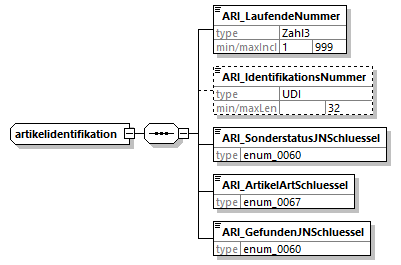 ARI_LaufendeNummer
type Zahl3
min/maxIncl 1 999
ARI_IdentifikationsNummer
type UDI
min/maxLen 32
artikelidentifikation
ARI_SonderstatusJNSchluessel
type enum_0060
ARI_ArtikelArtSchluessel
type enum_0067
ARI_GefundenJNSchluessel
type enum_0060